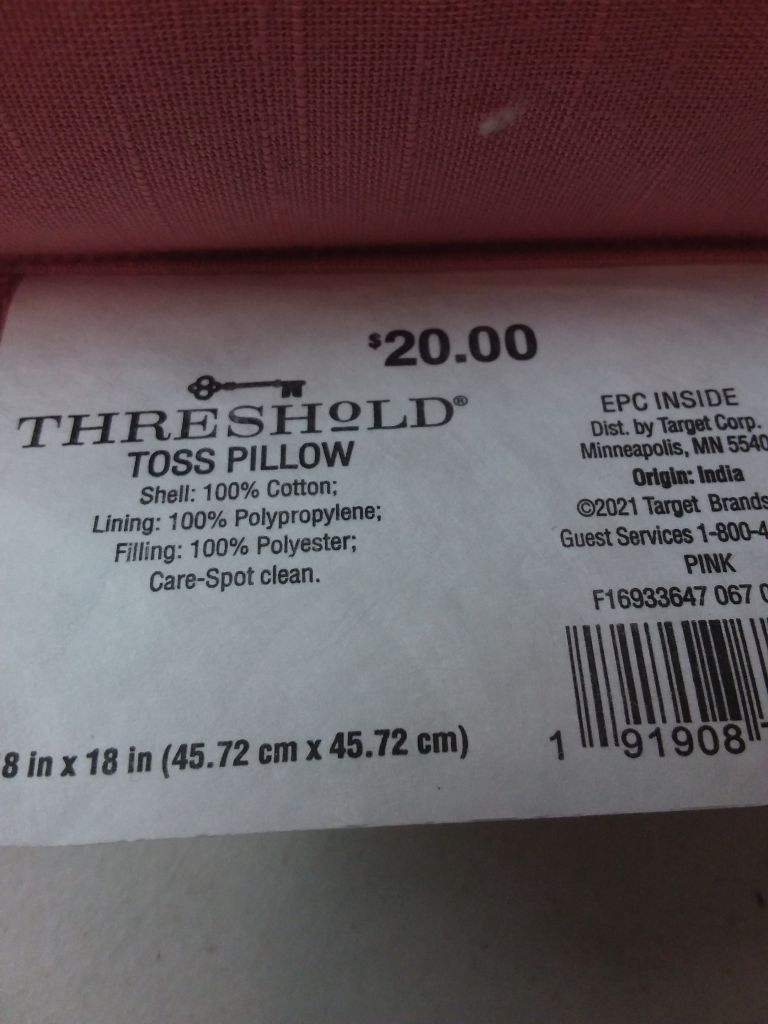 $20.00
THRESHOLD®
TOSS PILLOW
Shell: 100% Cotton;
Lining: 100% Polypropylene;
Filling: 100% Polyester;
Care-Spot clean.
8 in x 18 in (45.72 cm x 45.72 cm)
EPC INSIDE
Dist. by Target Corp.
Minneapolis, MN 5540
Origin: India
©2021 Target Brands
Guest Services 1-800-4
PINK
F16933647 067 0
1 91908